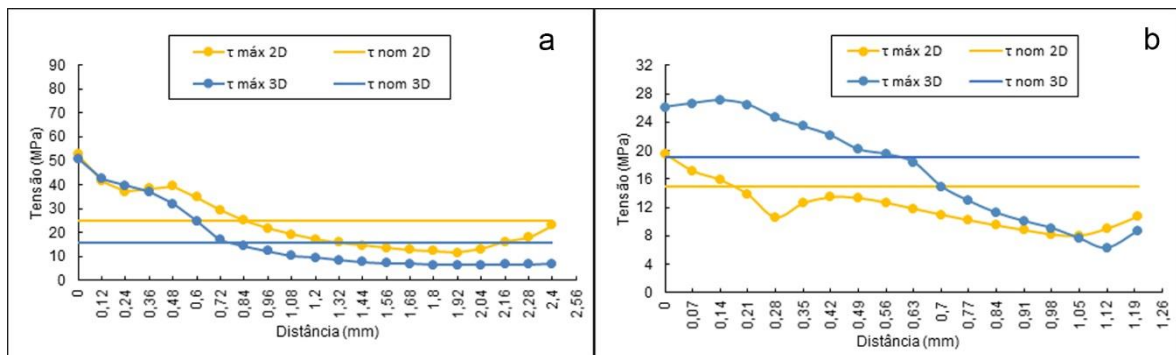 a
τ máx 2D τ nom 2D
τ máx 3D τ nom 3D
Tensão (MPa)
90
80
70
60
50
40
30
20
10
0
0 0,12 0,24 0,36 0,48 0,6 0,72 0,84 0,96 1,08 1,2 1,32 1,44 1,56 1,68 1,8 1,92 2,04 2,16 2,28 2,4 2,56
Distância (mm)
b
τ máx 2D τ nom 2D
τ máx 3D τ nom 3D
Tensão (MPa)
32
28
24
20
16
12
8
4
0
0 0,07 0,14 0,21 0,28 0,35 0,42 0,49 0,56 0,63 0,7 0,77 0,84 0,91 0,98 1,05 1,12 1,19 1,26
Distância (mm)